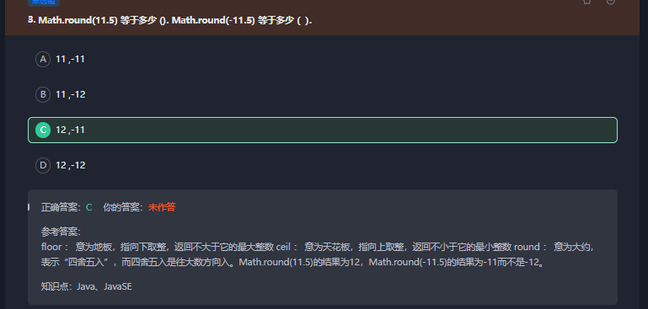 3. Math.round(11.5) 等于多少 (). Math.round(-11.5) 等于多少 ( ).
A 11 ,-11
B 11 ,-12
C 12 ,-11
D 12 ,-12
正确答案: C 你的答案: 未作答
参考答案:
floor : 意为地板，指向下取整，返回不大于它的最大整数 ceil : 意为天花板，指向上取整，返回不小于它的最小整数 round : 意为大约，
表示“四舍五入”，而四舍五入是往大数方向入。Math.round(11.5)的结果为12，Math.round(-11.5)的结果为-11而不是-12。
知识点: Java、JavaSE